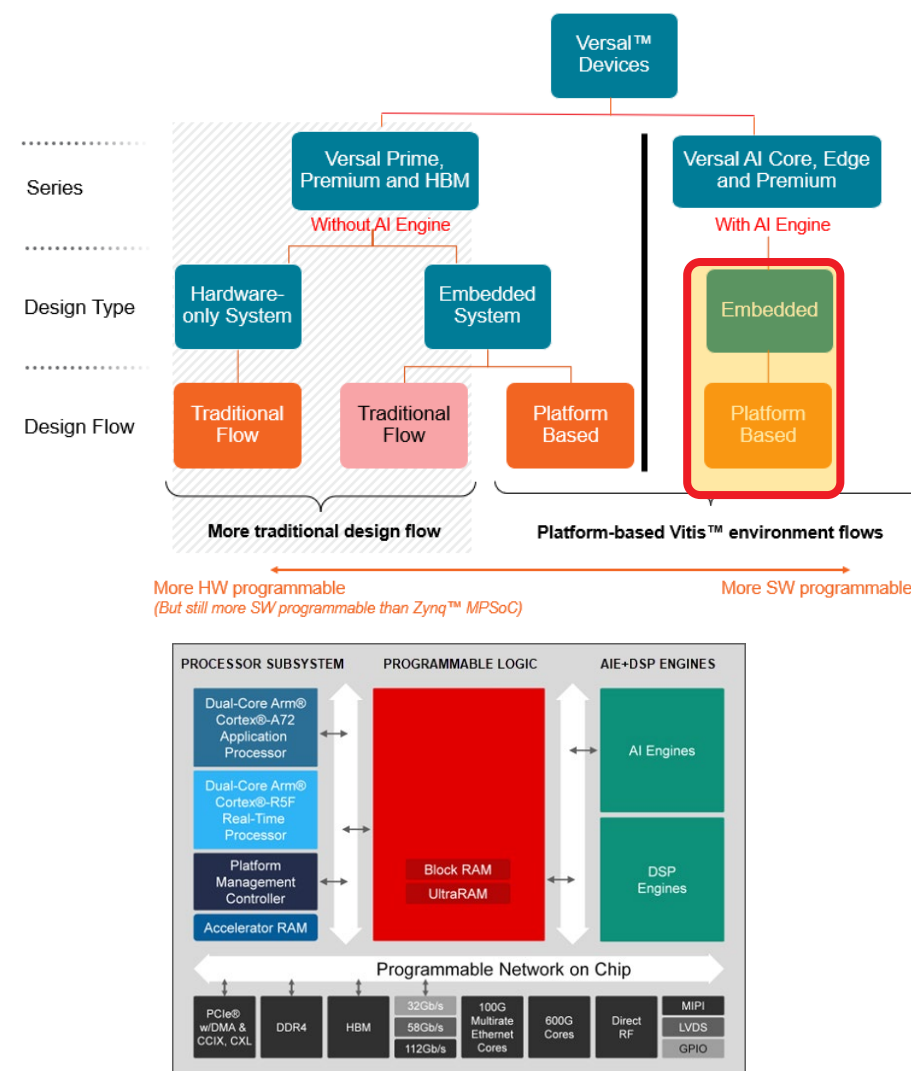 Versal™
Devices
Series
Versal Prime,
Premium and HBM
Versal AI Core, Edge
and Premium
Without AI Engine
With AI Engine
Design Type
Hardware-
only System
Embedded
System
Embedded
Design Flow
Traditional
Flow
Traditional
Flow
Platform
Based
Platform
Based
More traditional design flow
Platform-based Vitis™ environment flows
More HW programmable
(But still more SW programmable than Zynq™ MPSoC)
More SW programmable
PROCESSOR SUBSYSTEM
PROGRAMMABLE LOGIC
AIE+DSP ENGINES
Dual-Core Arm®
Cortex®-A72
Application
Processor
Dual-Core Arm®
Cortex®-R5F
Real-Time
Processor
Platform
Management
Controller
Accelerator RAM
Block RAM
UltraRAM
AI Engines
DSP
Engines
Programmable Network on Chip
PCIe®
w/DMA &
CCIX, CXL
DDR4
HBM
32Gb/s
58Gb/s
112Gb/s
100G
Multirate
Ethernet
Cores
600G
Cores
Direct
RF
MIPI
LVDS
GPIO